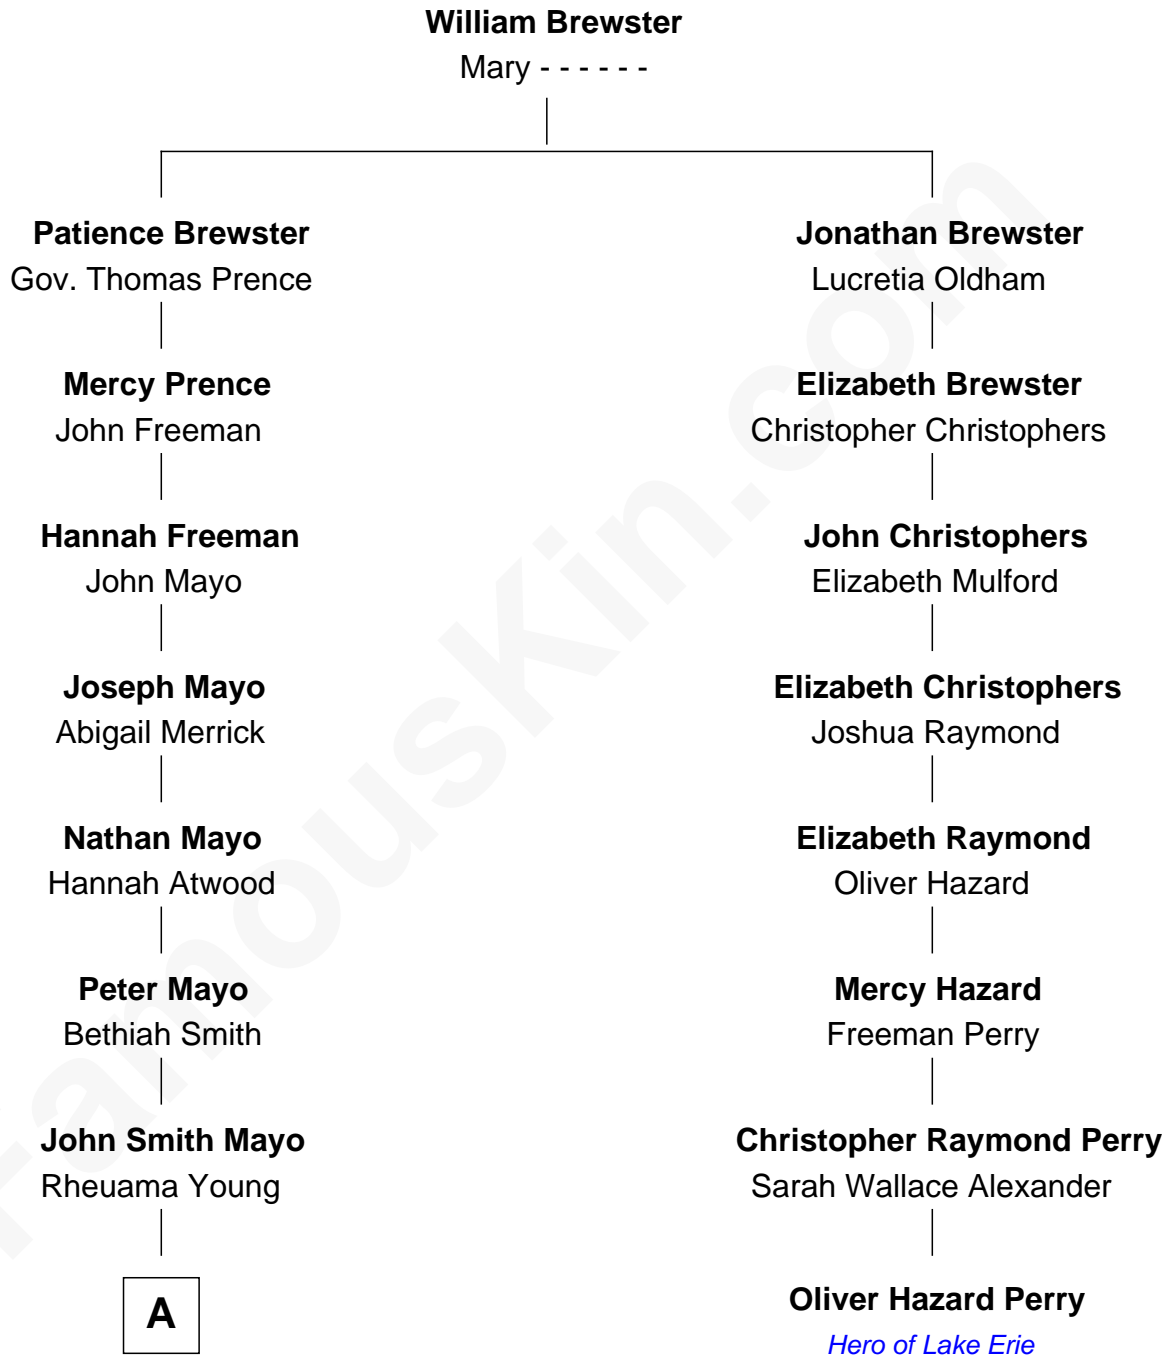 William Brewster
Mary - - - - - -
Patience Brewster
Gov. Thomas Prence
Jonathan Brewster
Lucretia Oldham
Mercy Prence
John Freeman
Elizabeth Brewster
Christopher Christophers
Hannah Freeman
John Mayo
John Christophers
Elizabeth Mulford
Joseph Mayo
Abigail Merrick
Elizabeth Christophers
Joshua Raymond
Nathan Mayo
Hannah Atwood
Elizabeth Raymond
Oliver Hazard
Peter Mayo
Bethiah Smith
Mercy Hazard
Freeman Perry
John Smith Mayo
Rheuama Young
Christopher Raymond Perry
Sarah Wallace Alexander
A
Oliver Hazard Perry
Hero of Lake Erie
FamousKin.com